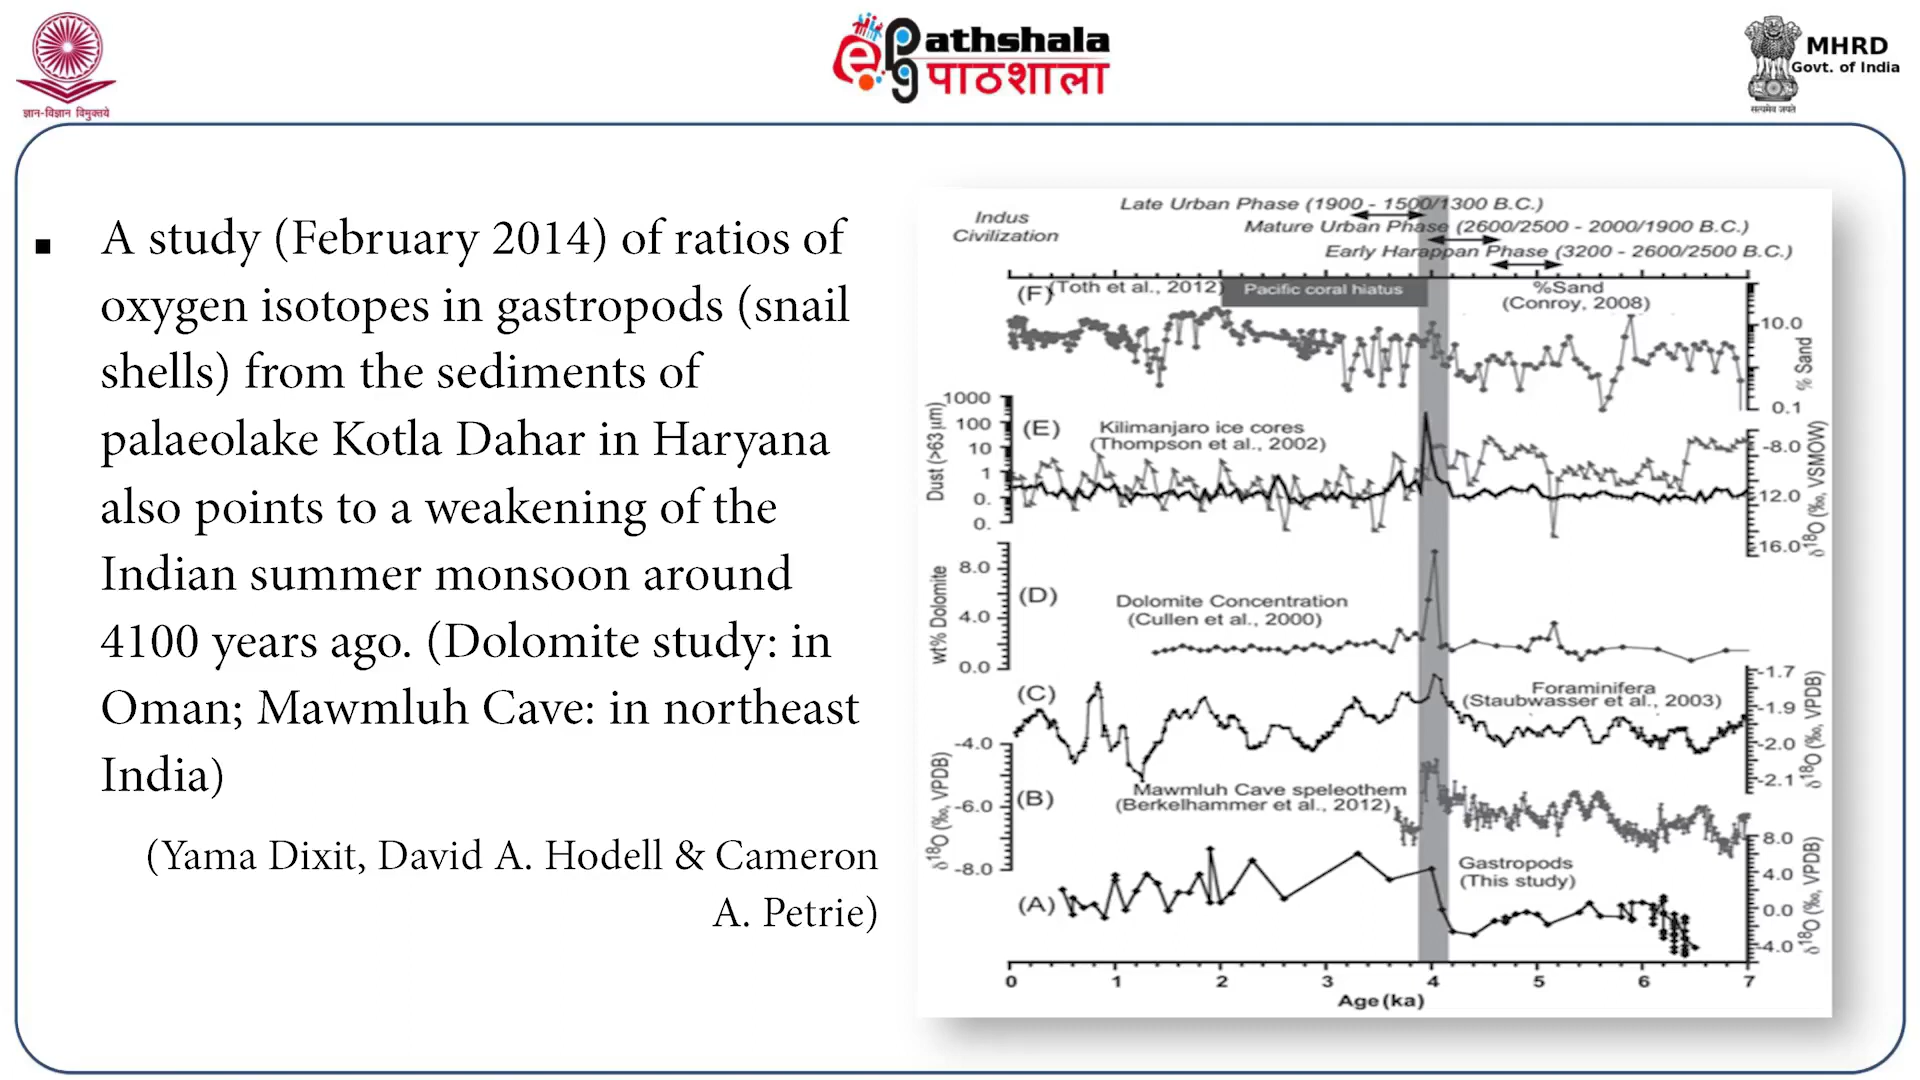 ज्ञान-विज्ञान विमुक्तये
ePGathshala
पाठशाला
MHRD
Govt. of India
सत्यमेव जयते
▪ A study (February 2014) of ratios of
oxygen isotopes in gastropods (snail
shells) from the sediments of
palaeolake Kotla Dahar in Haryana
also points to a weakening of the
Indian summer monsoon around
4100 years ago. (Dolomite study: in
Oman; Mawmluh Cave: in northeast
India)
(Yama Dixit, David A. Hodell & Cameron
A. Petrie)
Indus
Civilization
Late Urban Phase (1900 - 1500/1300 B.C.)
Mature Urban Phase (2600/2500 - 2000/1900 B.C.)
Early Harappan Phase (3200 - 2600/2500 B.C.)
(F) (Toth et al., 2012) Pacific coral hiatus
%Sand
(Conroy, 2008)
10.0
0.1
% Sand
1000
100
10
1
0.
0.
Dust (>63 µm)
(E) Kilimanjaro ice cores
(Thompson et al., 2002)
-8.0
12.0
16.0
δ18O (‰, VSMOW)
8.0
4.0
0.0
wt% Dolomite
(D) Dolomite Concentration
(Cullen et al., 2000)
(C) Foraminifera
(Staubwasser et al., 2003)
-1.7
-1.9
-2.0
-2.1
δ18O (‰, VPDB)
-4.0
-6.0
-8.0
δ18O (‰, VPDB)
(B) Mawmluh Cave speleothem
(Berkelhammer et al., 2012)
(A) Gastropods
(This study)
8.0
4.0
0.0
-4.0
δ18O (‰, VPDB)
0 1 2 3 4 5 6 7
Age (ka)